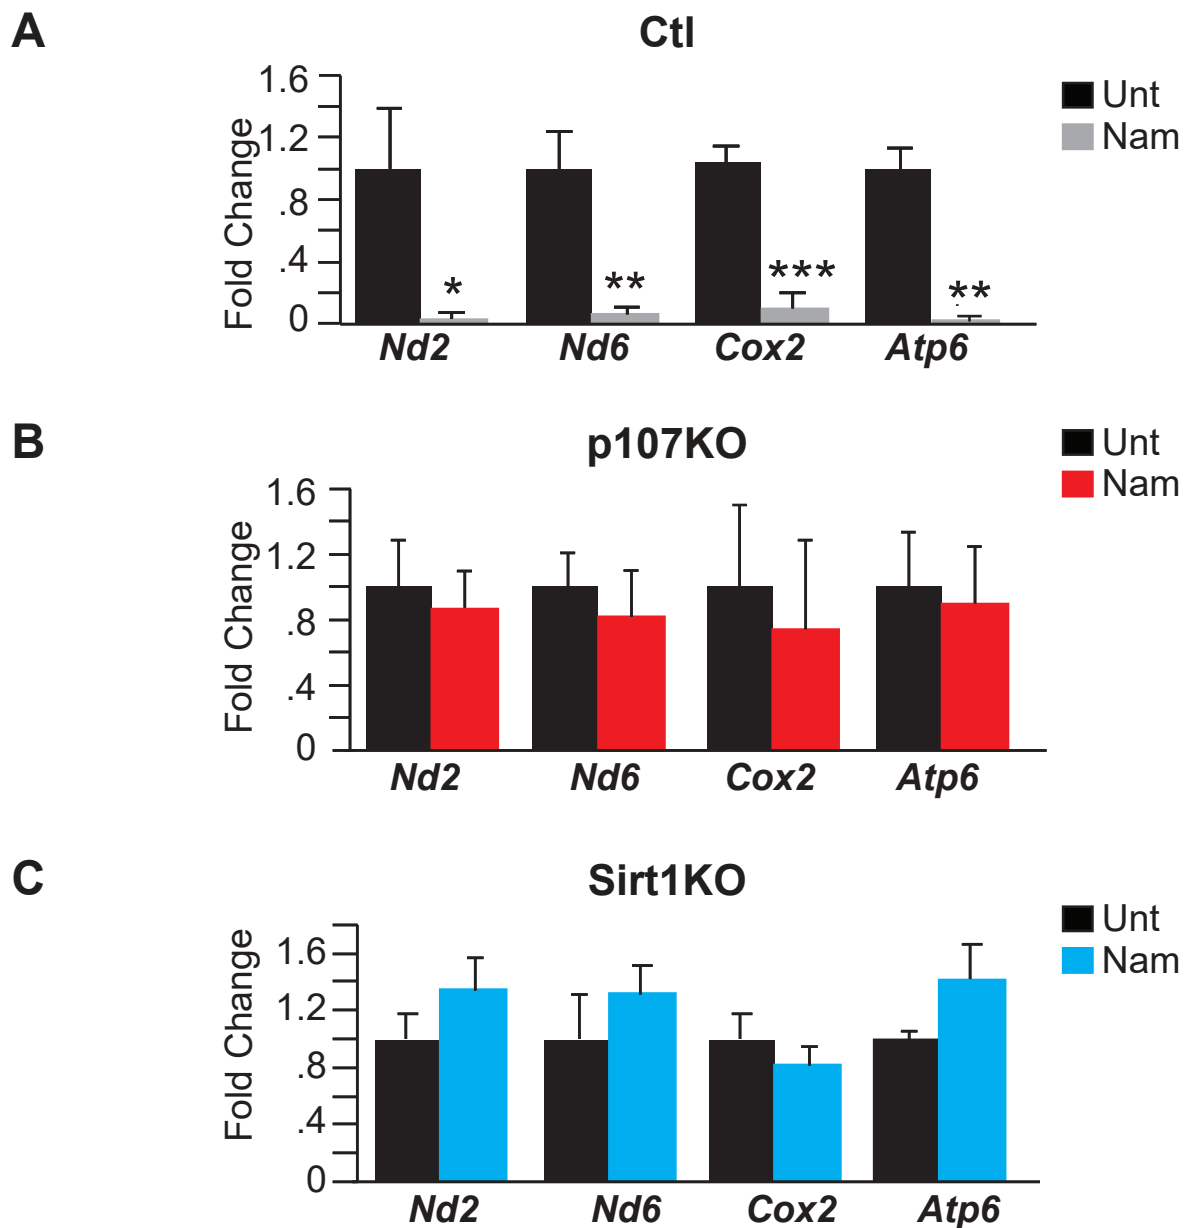 A
Ctl
Unt
Nam
Fold Change
1.6
1.2
.8
.4
0
*
**
***
**
Nd2 Nd6 Cox2 Atp6
B
p107KO
Unt
Nam
Fold Change
1.6
1.2
.8
.4
0
Nd2 Nd6 Cox2 Atp6
C
Sirt1KO
Unt
Nam
Fold Change
1.6
1.2
.8
.4
0
Nd2 Nd6 Cox2 Atp6